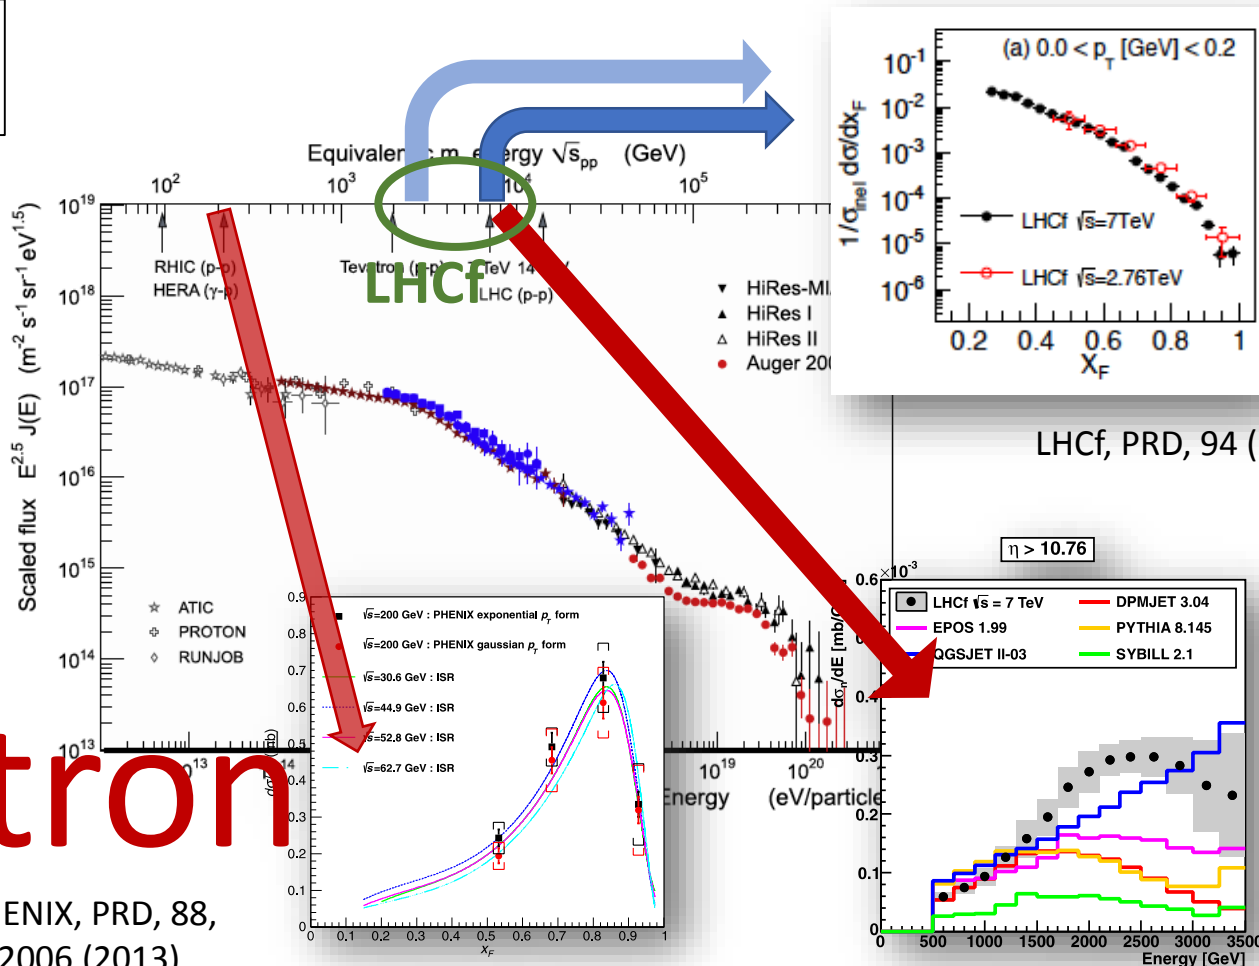 (a) 0.0 < p_T [GeV] < 0.2
1/σ_inel dσ/dx_F
10^-1
10^-2
10^-3
10^-4
10^-5
10^-6
LHCf √s=7TeV
LHCf √s=2.76TeV
0.2 0.4 0.6 0.8 1
X_F
LHCf, PRD, 94 (
Equivalent c.m. energy √s_pp (GeV)
10^2 10^3 10^4 10^5
Scaled flux E^2.5 J(E) (m^-2 s^-1 sr^-1 eV^1.5)
10^19
10^18
10^17
10^16
10^15
10^14
10^13
RHIC (p-p)
HERA (γ-p)
Tevatron (p-p)
7 TeV 14
LHC (p-p)
LHCf
HiRes-MI
HiRes I
HiRes II
Auger 200
ATIC
PROTON
RUNJOB
10^13 10^14 10^19 10^20
Energy (eV/particle
tron
ENIX, PRD, 88,
2006 (2013)
√s=200 GeV : PHENIX exponential p_T form
√s=200 GeV : PHENIX gaussian p_T form
√s=30.6 GeV : ISR
√s=44.9 GeV : ISR
√s=52.8 GeV : ISR
√s=62.7 GeV : ISR
0.9
0.8
0.7
0.6
0.5
0.4
0.3
0.2
0.1
0
0 0.1 0.2 0.3 0.4 0.5 0.6 0.7 0.8 0.9 1
x_F
η > 10.76
×10^-3
dσ_n/dE [mb/G
0.6
0.4
0.3
0.2
0.1
0
LHCf √s = 7 TeV
EPOS 1.99
QGSJET II-03
DPMJET 3.04
PYTHIA 8.145
SYBILL 2.1
0 500 1000 1500 2000 2500 3000 3500
Energy [GeV]